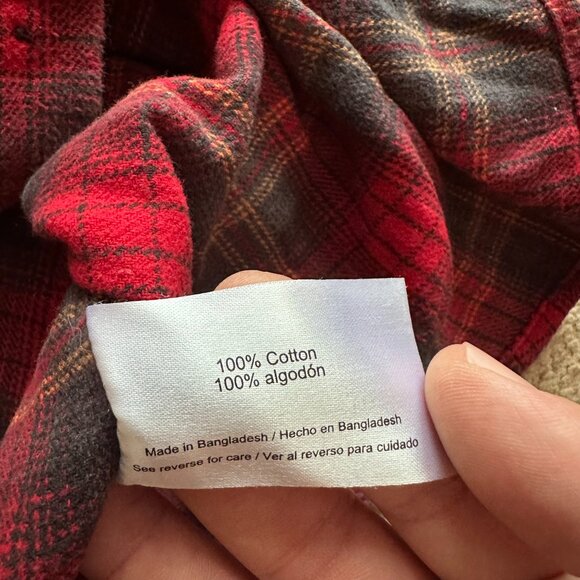 100% Cotton
100% algodón
Made in Bangladesh / Hecho en Bangladesh
See reverse for care / Ver al reverso para cuidado